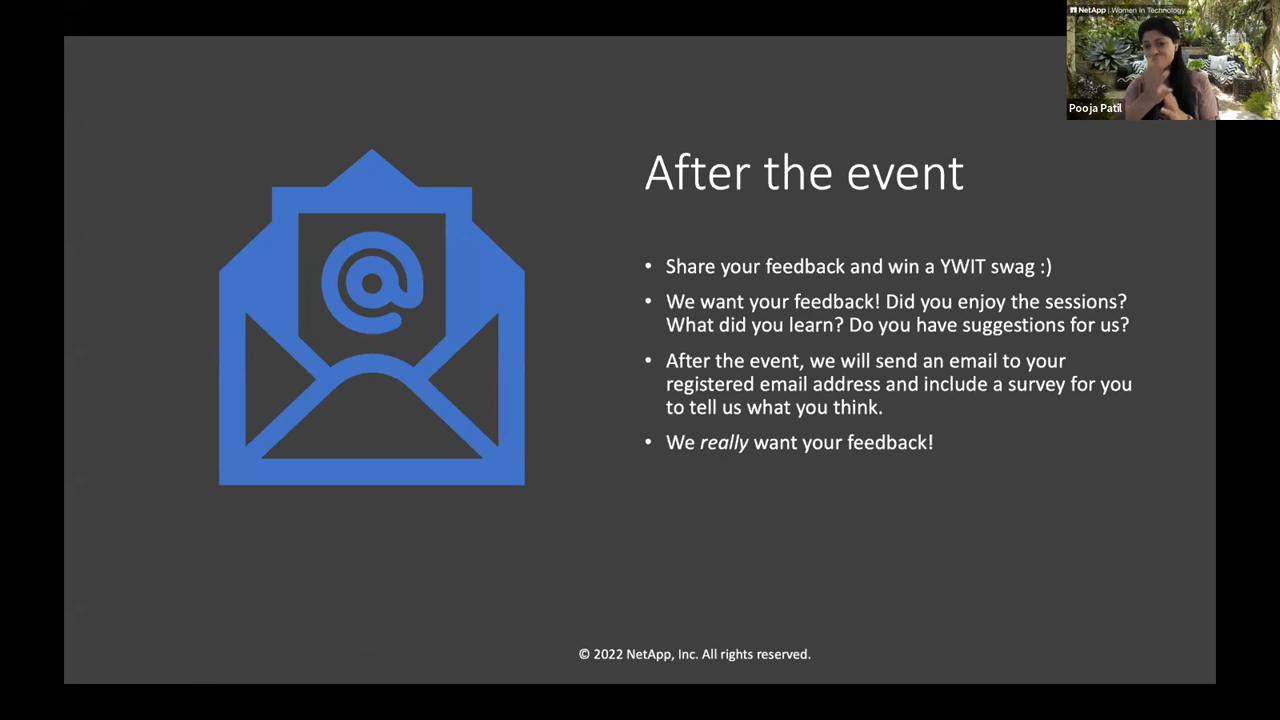 NetApp | Women In Technology
Pooja Patil
After the event
• Share your feedback and win a YWIT swag :)
• We want your feedback! Did you enjoy the sessions?
What did you learn? Do you have suggestions for us?
• After the event, we will send an email to your
registered email address and include a survey for you
to tell us what you think.
• We really want your feedback!
@
© 2022 NetApp, Inc. All rights reserved.